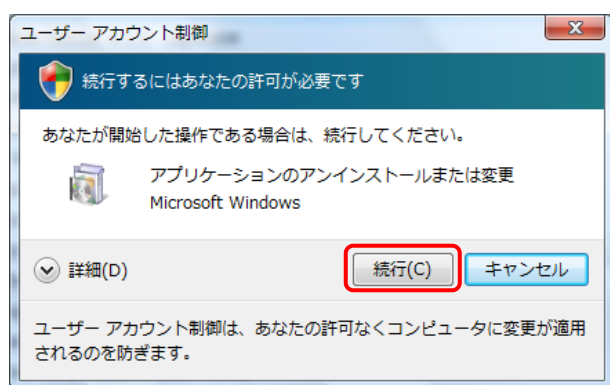 ユーザー アカウント制御
続行するにはあなたの許可が必要です
あなたが開始した操作である場合は、続行してください。
アプリケーションのアンインストールまたは変更
Microsoft Windows
詳細(D)
続行(C)
キャンセル
ユーザー アカウント制御は、あなたの許可なくコンピュータに変更が適用
されるのを防ぎます。